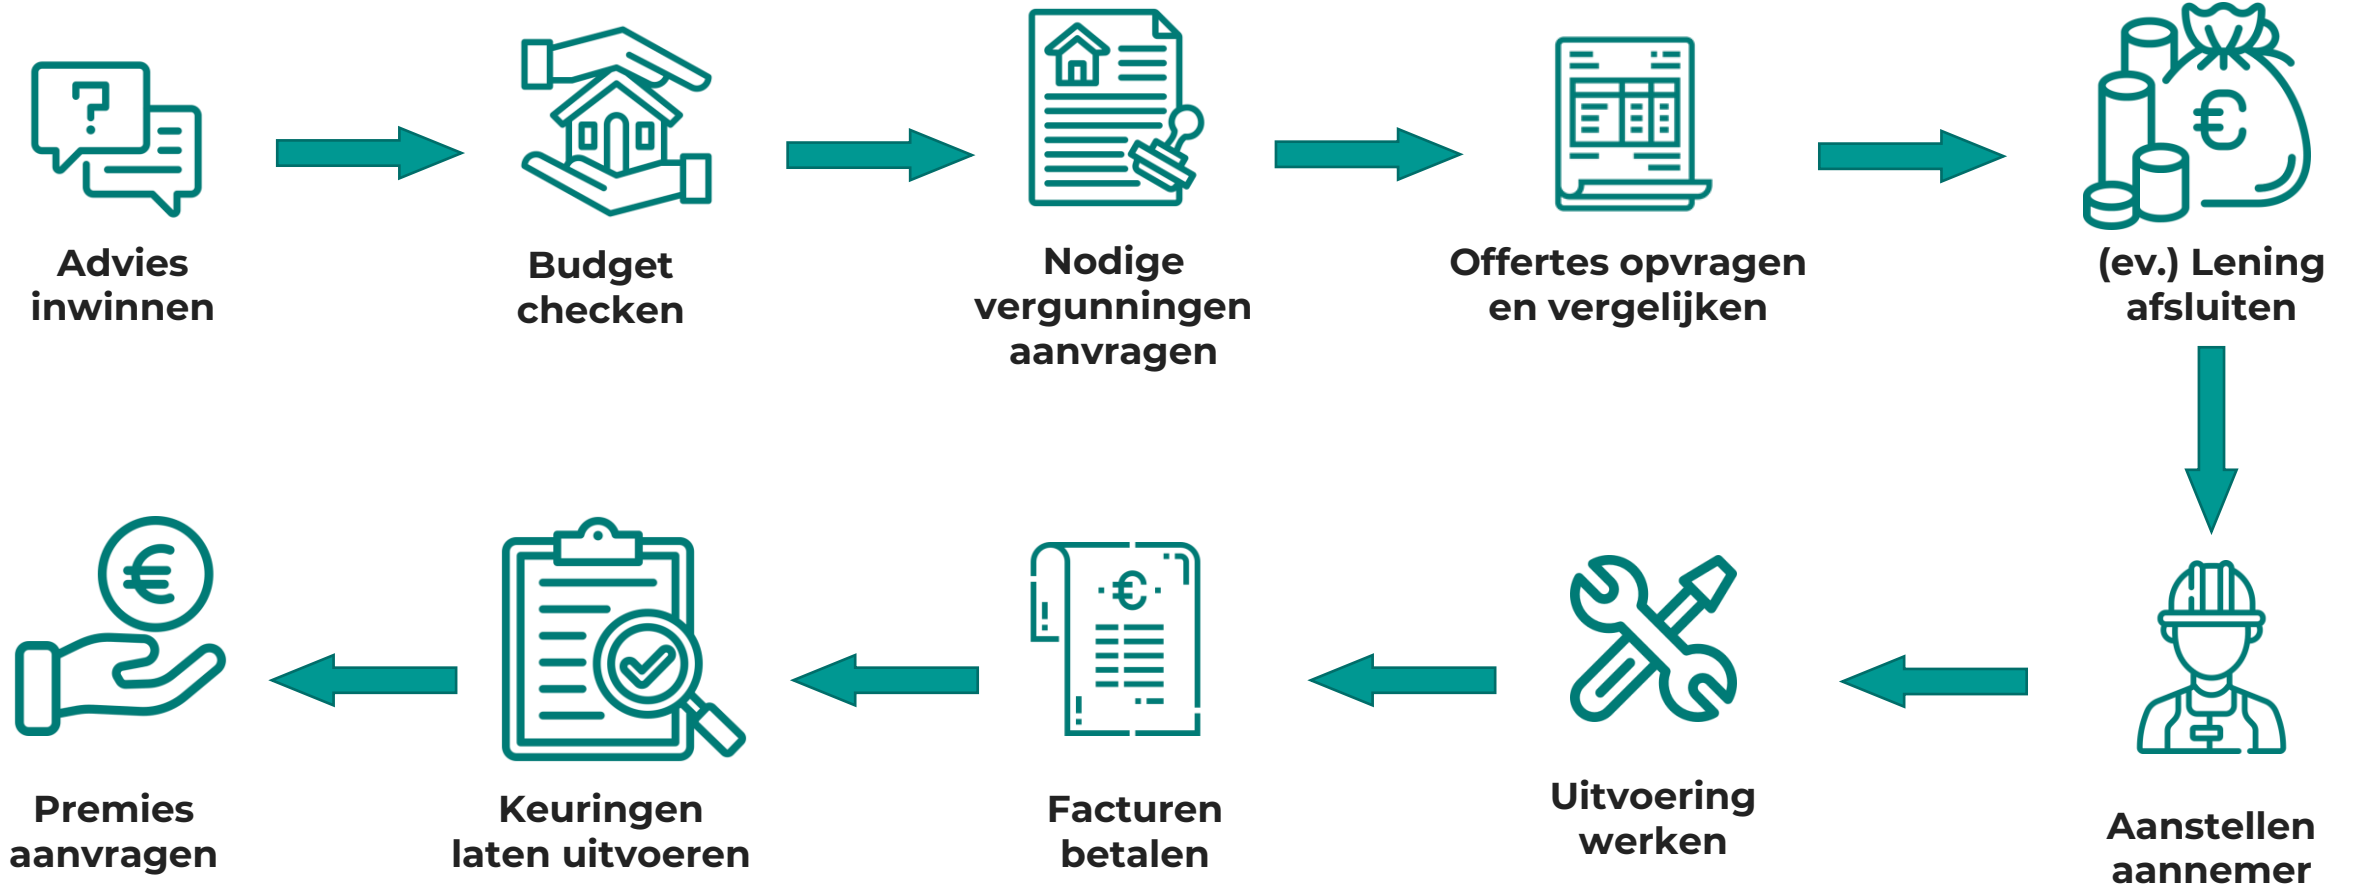 Advies
inwinnen
Budget
checken
Nodige
vergunningen
aanvragen
Offertes opvragen
en vergelijken
(ev.) Lening
afsluiten
Aanstellen
aannemer
Uitvoering
werken
Facturen
betalen
Keuringen
laten uitvoeren
Premies
aanvragen